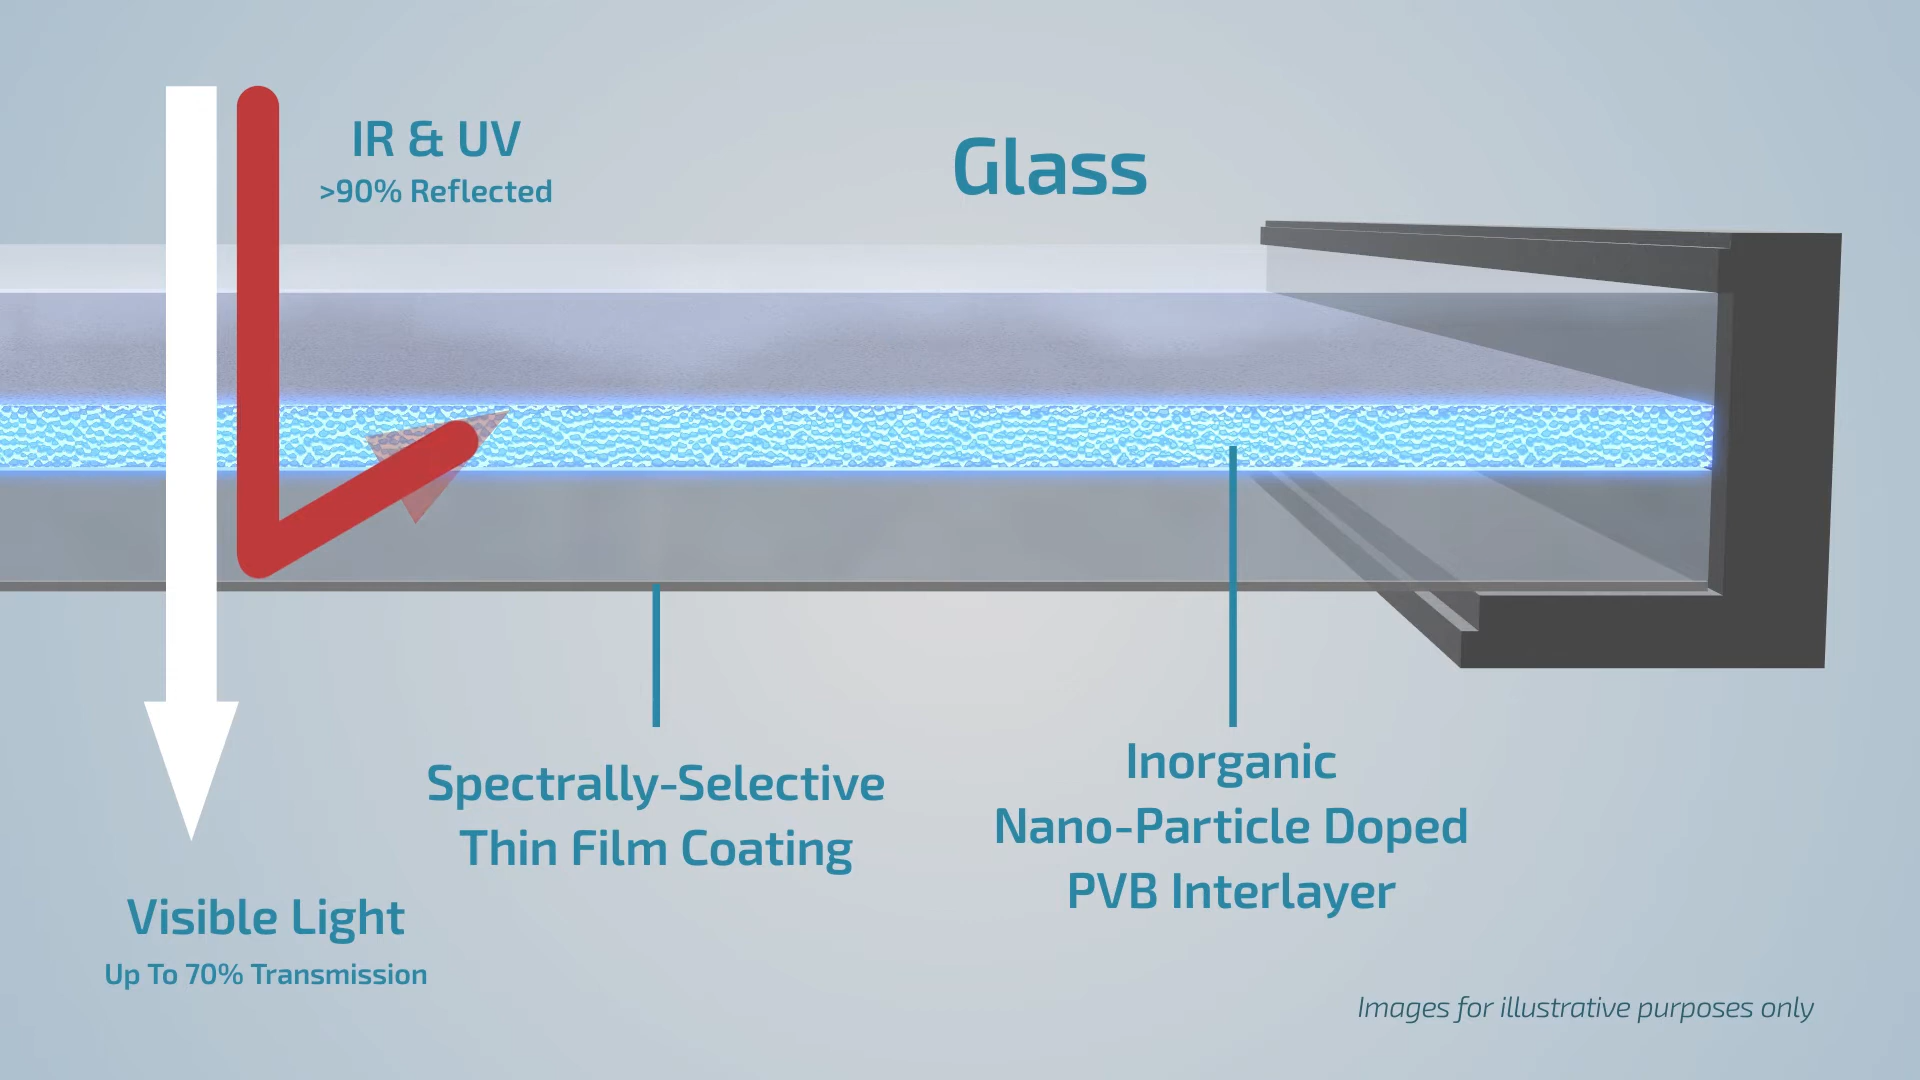 IR & UV
>90% Reflected
Glass
Spectrally-Selective
Thin Film Coating
Inorganic
Nano-Particle Doped
PVB Interlayer
Visible Light
Up To 70% Transmission
Images for illustrative purposes only